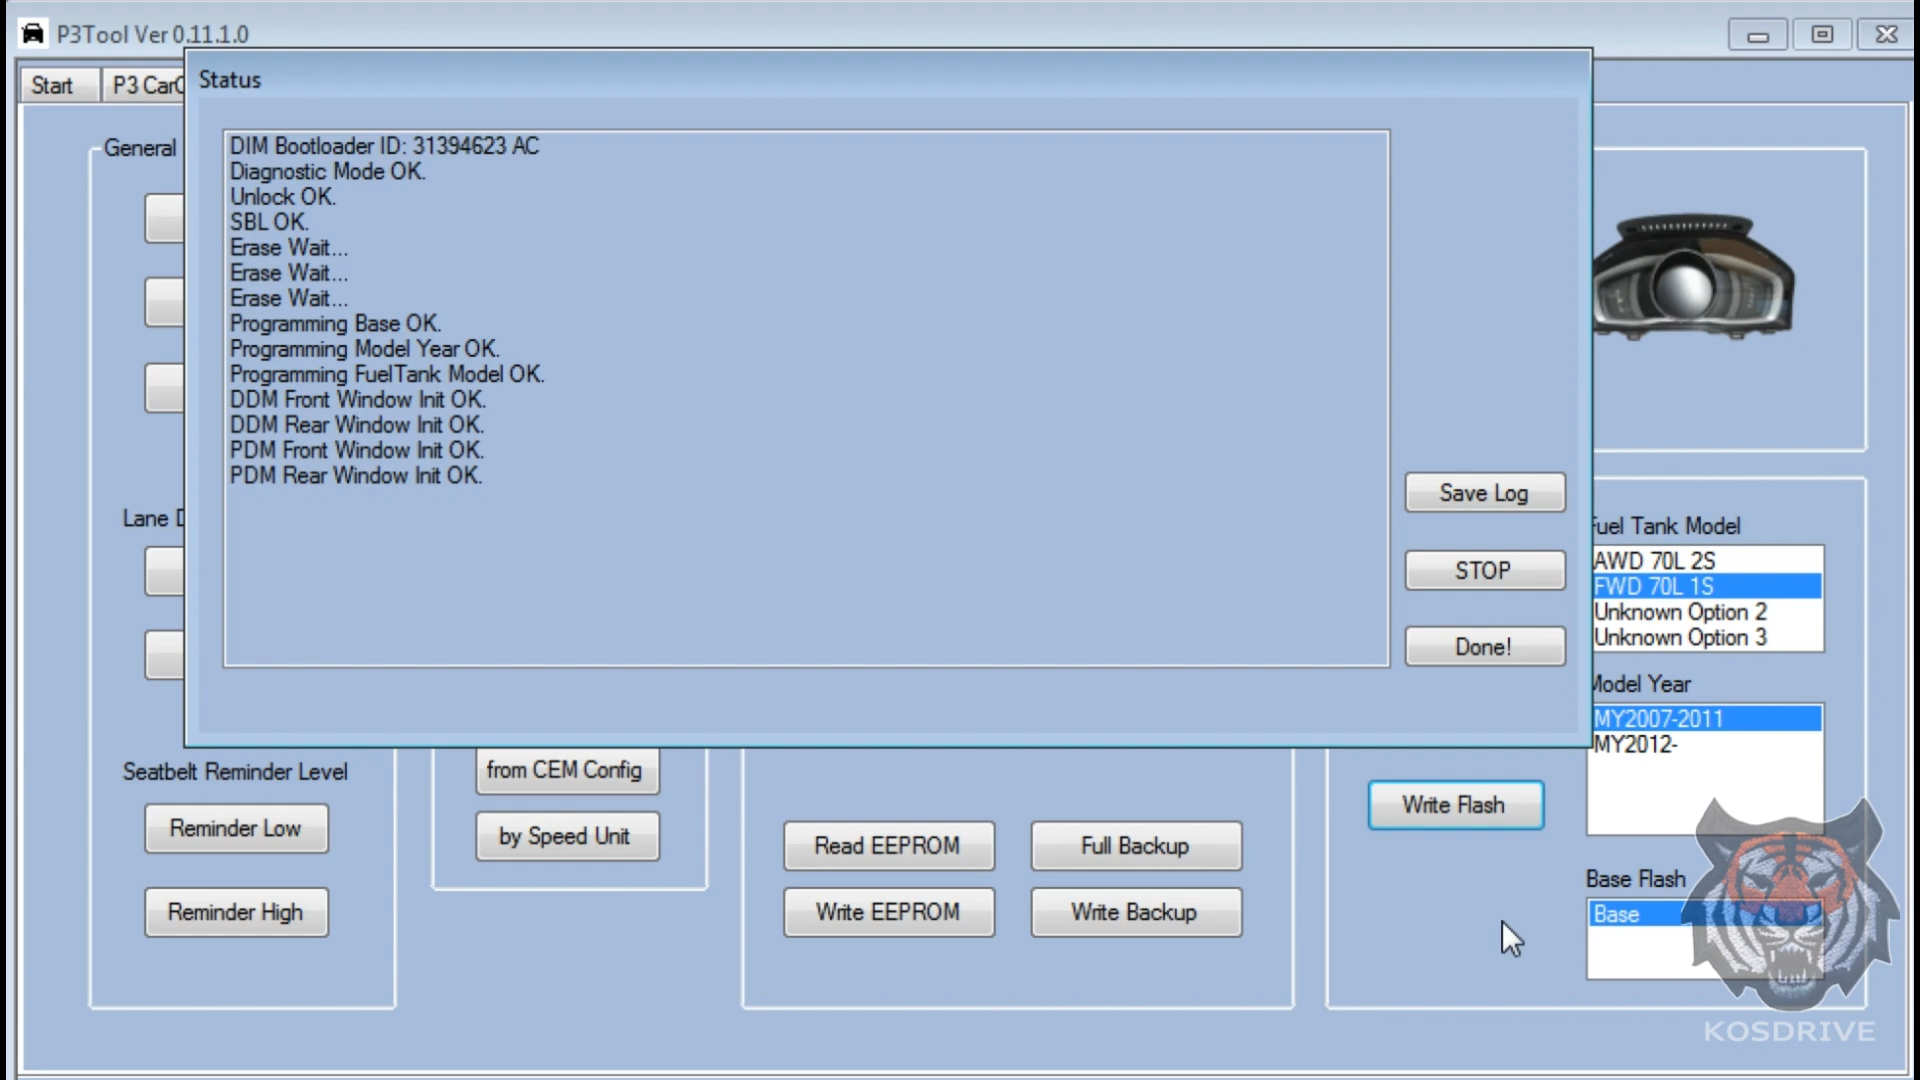 P3Tool Ver 0.11.1.0
Start
P3 CarC
Status
General
DIM Bootloader ID: 31394623 AC
Diagnostic Mode OK.
Unlock OK.
SBL OK.
Erase Wait...
Erase Wait...
Erase Wait...
Programming Base OK.
Programming Model Year OK.
Programming FuelTank Model OK.
DDM Front Window Init OK.
DDM Rear Window Init OK.
PDM Front Window Init OK.
PDM Rear Window Init OK.
Save Log
STOP
Done!
Lane D
Seatbelt Reminder Level
Reminder Low
Reminder High
from CEM Config
by Speed Unit
Read EEPROM
Full Backup
Write EEPROM
Write Backup
Write Flash
Fuel Tank Model
AWD 70L 2S
FWD 70L 1S
Unknown Option 2
Unknown Option 3
Model Year
MY2007-2011
MY2012-
Base Flash
Base
KOSDRIVE